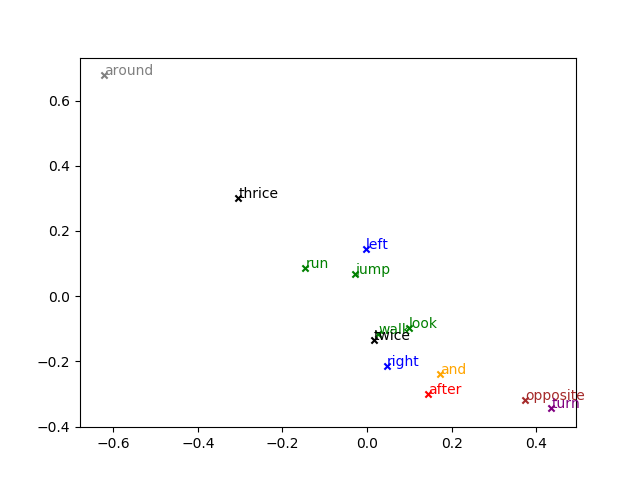 around
0.6
0.4
thrice
0.2
left
run
jump
0.0
look
walk
twice
−0.2
right
and
after
opposite
turn
−0.4
−0.6 −0.4 −0.2 0.0 0.2 0.4